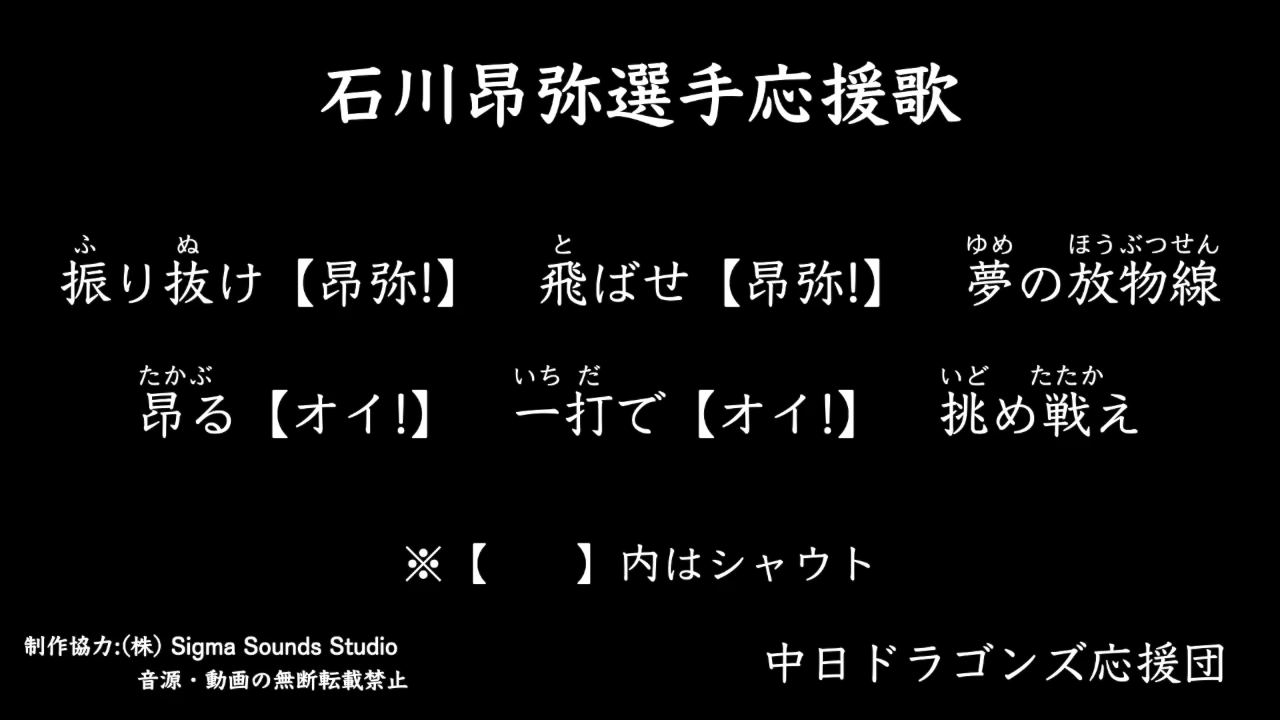 石川昂弥選手応援歌
ふ ぬ と ゆめ ほうぶつせん
振り抜け【昂弥!】 飛ばせ【昂弥!】 夢の放物線
たかぶ いち だ いど たたか
昂る【オイ!】 一打で【オイ!】 挑め戦え
※【　　】内はシャウト
制作協力:(株) Sigma Sounds Studio
音源・動画の無断転載禁止
中日ドラゴンズ応援団